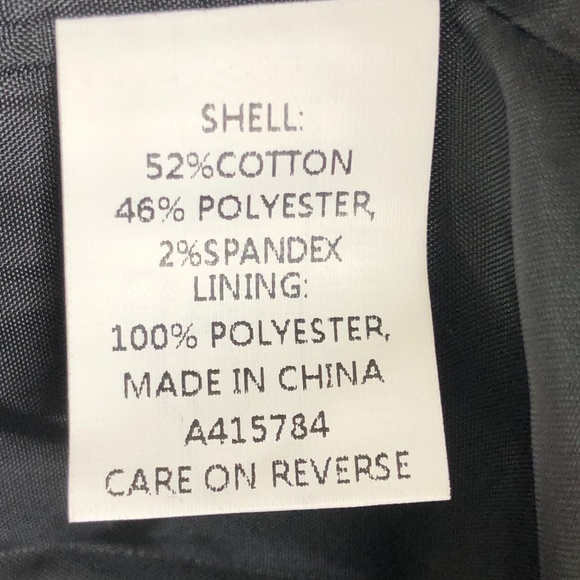 SHELL:
52%COTTON
46% POLYESTER,
2%SPANDEX
LINING:
100% POLYESTER,
MADE IN CHINA
A415784
CARE ON REVERSE